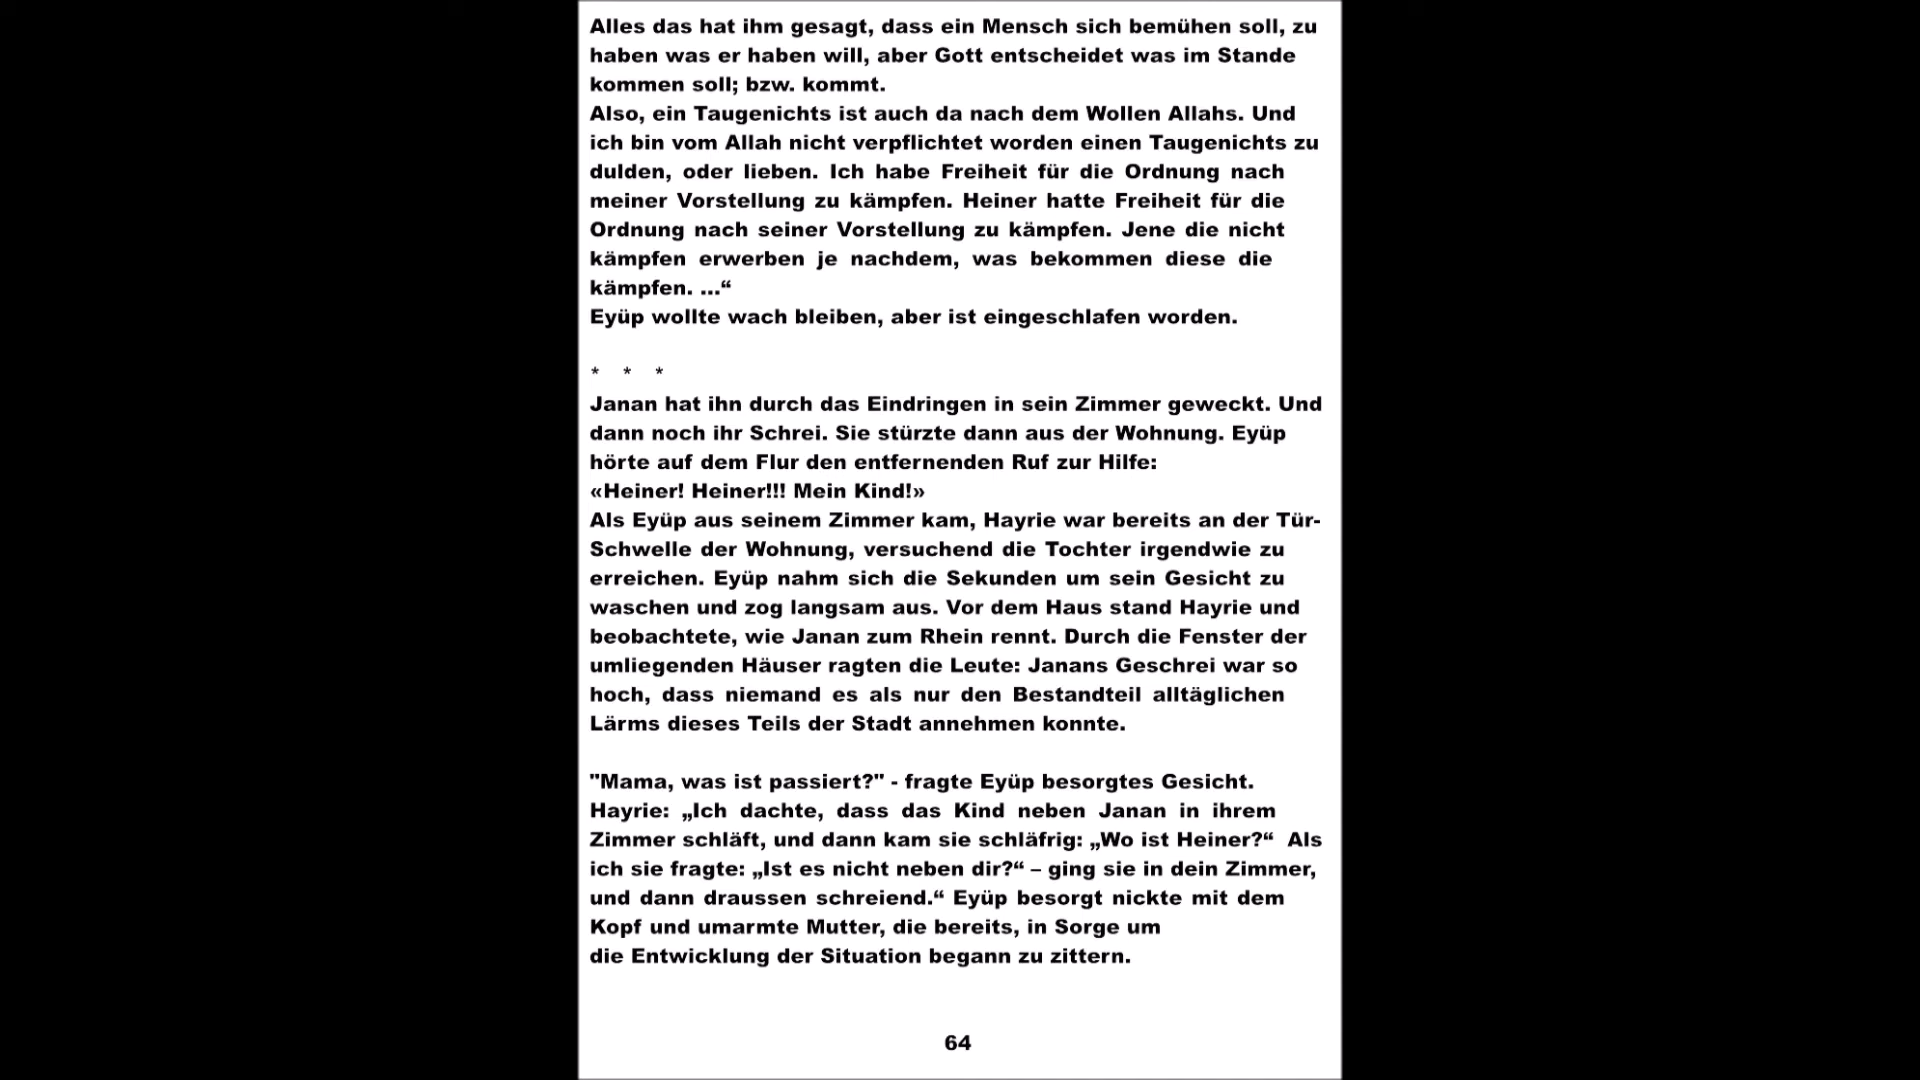 Alles das hat ihm gesagt, dass ein Mensch sich bemühen soll, zu
haben was er haben will, aber Gott entscheidet was im Stande
kommen soll; bzw. kommt.
Also, ein Taugenichts ist auch da nach dem Wollen Allahs. Und
ich bin vom Allah nicht verpflichtet worden einen Taugenichts zu
dulden, oder lieben. Ich habe Freiheit für die Ordnung nach
meiner Vorstellung zu kämpfen. Heiner hatte Freiheit für die
Ordnung nach seiner Vorstellung zu kämpfen. Jene die nicht
kämpfen erwerben je nachdem, was bekommen diese die
kämpfen. ...“
Eyüp wollte wach bleiben, aber ist eingeschlafen worden.
* * *
Janan hat ihn durch das Eindringen in sein Zimmer geweckt. Und
dann noch ihr Schrei. Sie stürzte dann aus der Wohnung. Eyüp
hörte auf dem Flur den entfernenden Ruf zur Hilfe:
«Heiner! Heiner!!! Mein Kind!»
Als Eyüp aus seinem Zimmer kam, Hayrie war bereits an der Tür-
Schwelle der Wohnung, versuchend die Tochter irgendwie zu
erreichen. Eyüp nahm sich die Sekunden um sein Gesicht zu
waschen und zog langsam aus. Vor dem Haus stand Hayrie und
beobachtete, wie Janan zum Rhein rennt. Durch die Fenster der
umliegenden Häuser ragten die Leute: Janans Geschrei war so
hoch, dass niemand es als nur den Bestandteil alltäglichen
Lärms dieses Teils der Stadt annehmen konnte.
"Mama, was ist passiert?" - fragte Eyüp besorgtes Gesicht.
Hayrie: „Ich dachte, dass das Kind neben Janan in ihrem
Zimmer schläft, und dann kam sie schläfrig: „Wo ist Heiner?“ Als
ich sie fragte: „Ist es nicht neben dir?“ – ging sie in dein Zimmer,
und dann draussen schreiend.“ Eyüp besorgt nickte mit dem
Kopf und umarmte Mutter, die bereits, in Sorge um
die Entwicklung der Situation begann zu zittern.
64